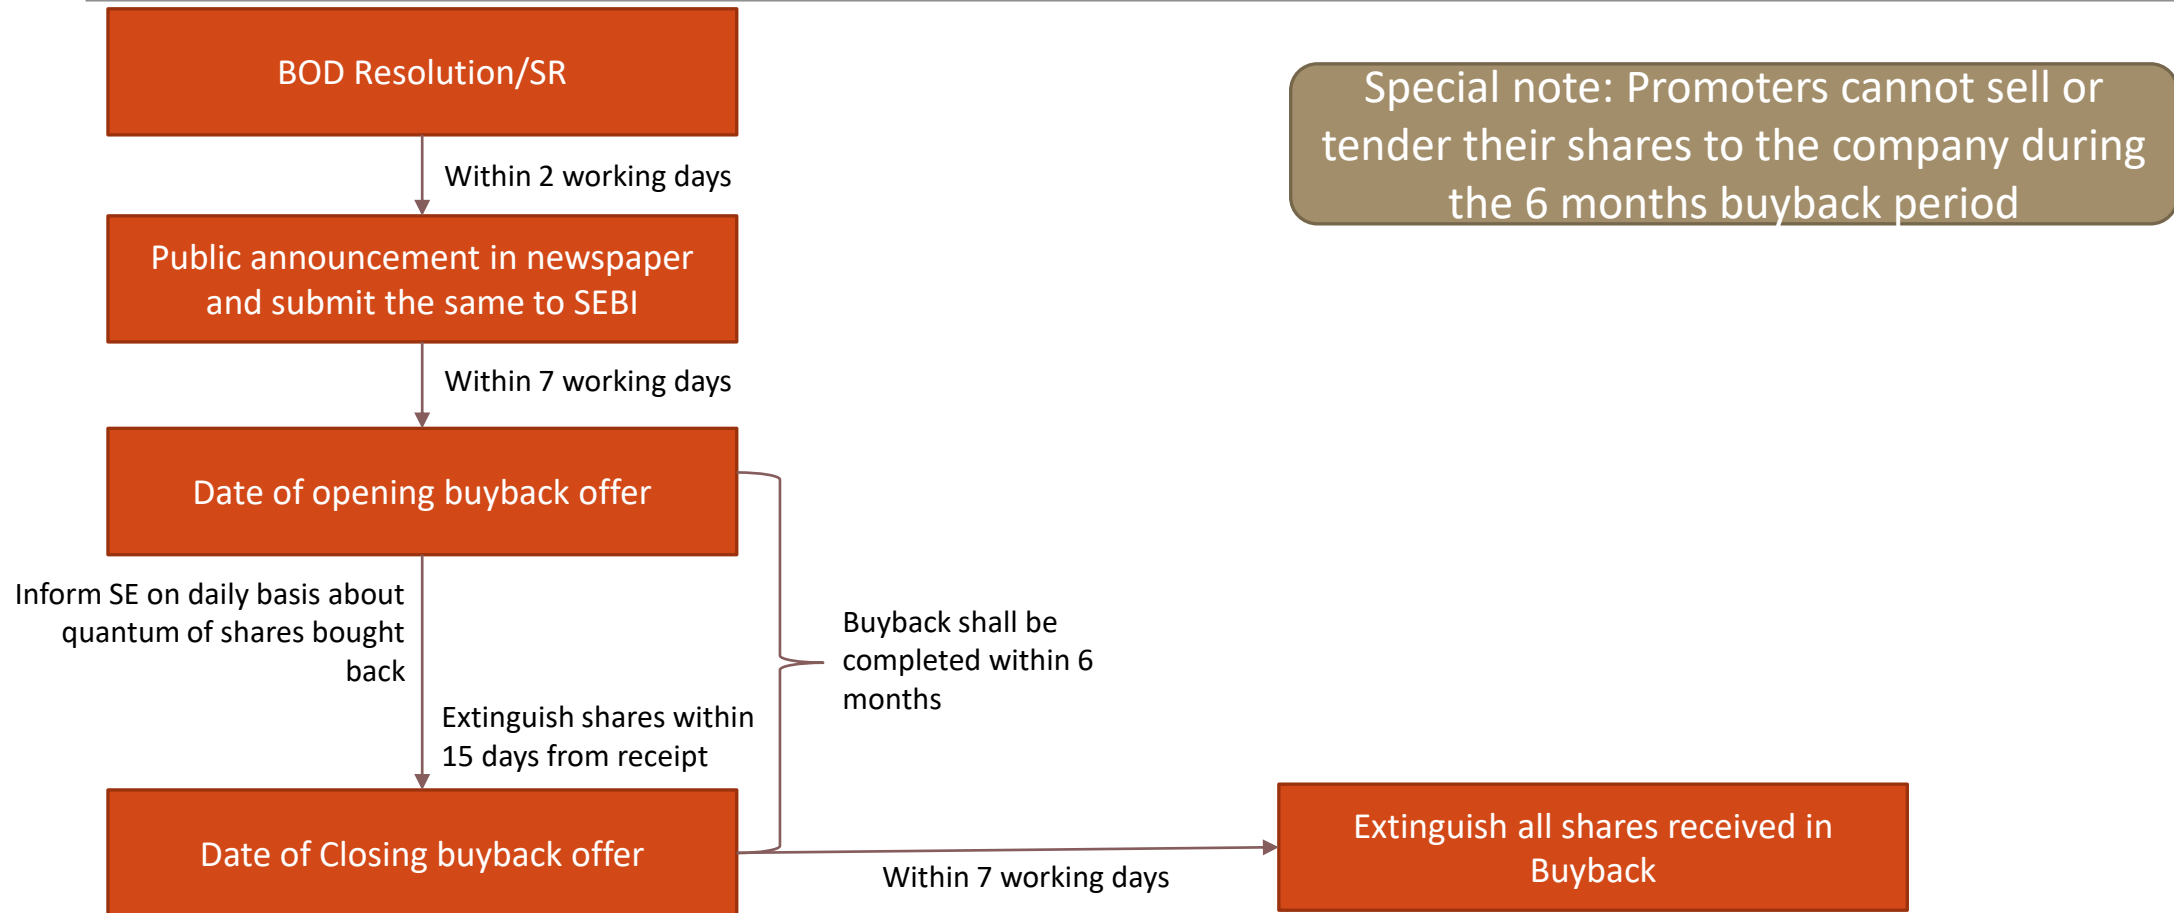 BOD Resolution/SR
Special note: Promoters cannot sell or
tender their shares to the company during
the 6 months buyback period
Within 2 working days
Public announcement in newspaper
and submit the same to SEBI
Within 7 working days
Date of opening buyback offer
Inform SE on daily basis about
quantum of shares bought
back
Buyback shall be
completed within 6
months
Extinguish shares within
15 days from receipt
Date of Closing buyback offer
Within 7 working days
Extinguish all shares received in
Buyback